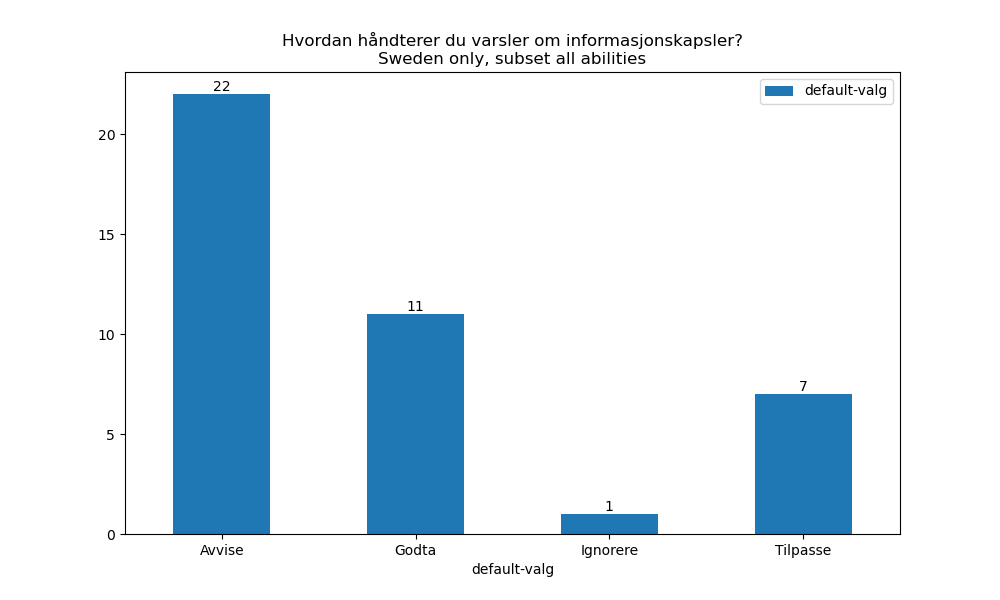 Hvordan håndterer du varsler om informasjonskapsler?
Sweden only, subset all abilities
default-valg
22
11
1
7
20
15
10
5
0
Avvise
Godta
Ignorere
Tilpasse
default-valg